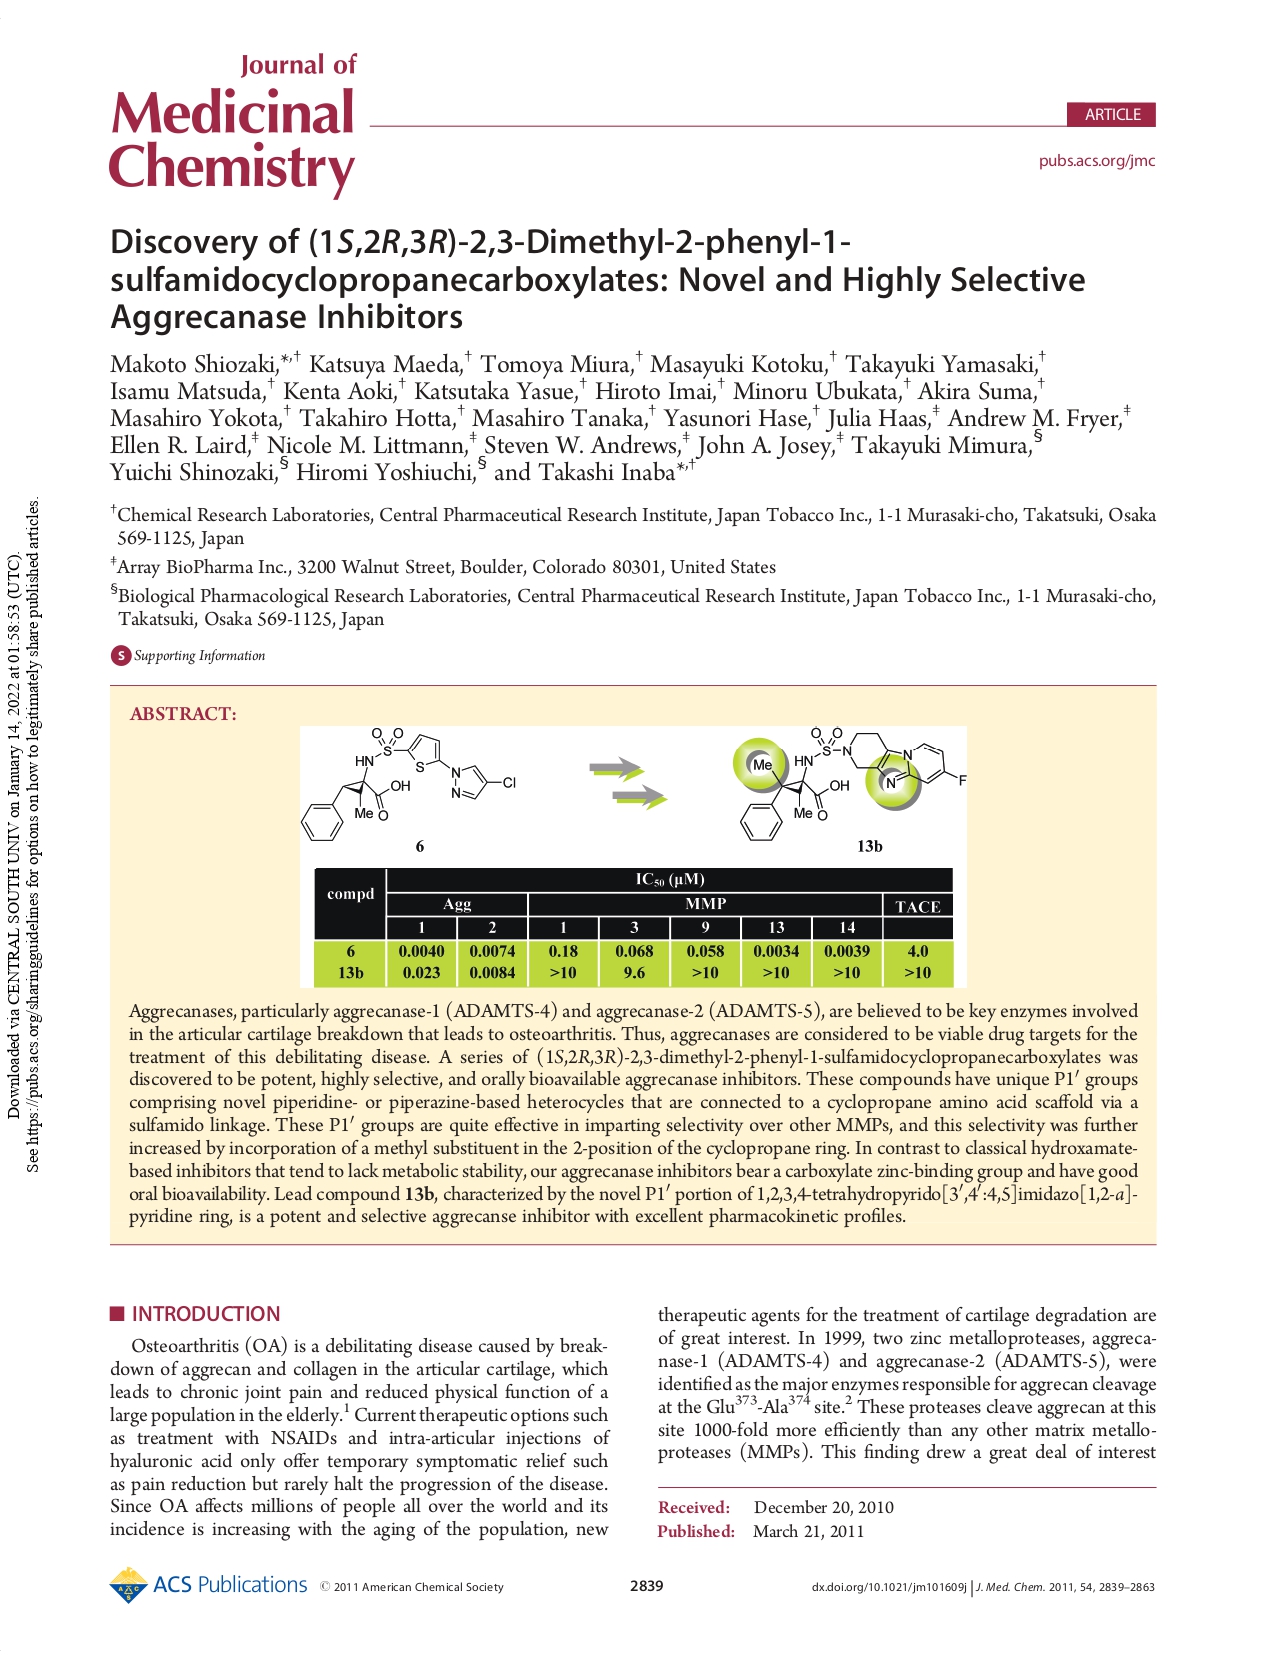 Journal of
Medicinal
Chemistry
ARTICLE
pubs.acs.org/jmc
Discovery of (1S,2R,3R)-2,3-Dimethyl-2-phenyl-1-
sulfamidocyclopropanecarboxylates: Novel and Highly Selective
Aggrecanase Inhibitors
Makoto Shiozaki,*,† Katsuya Maeda,† Tomoya Miura,† Masayuki Kotoku,† Takayuki Yamasaki,†
Isamu Matsuda,† Kenta Aoki,† Katsutaka Yasue,† Hiroto Imai,† Minoru Ubukata,† Akira Suma,†
Masahiro Yokota,† Takahiro Hotta,† Masahiro Tanaka,† Yasunori Hase,† Julia Haas,‡ Andrew M. Fryer,‡
Ellen R. Laird,‡ Nicole M. Littmann,‡ Steven W. Andrews,‡ John A. Josey,‡ Takayuki Mimura,§
Yuichi Shinozaki,§ Hiromi Yoshiuchi,§ and Takashi Inaba*,†
†Chemical Research Laboratories, Central Pharmaceutical Research Institute, Japan Tobacco Inc., 1-1 Murasaki-cho, Takatsuki, Osaka
569-1125, Japan
‡Array BioPharma Inc., 3200 Walnut Street, Boulder, Colorado 80301, United States
§Biological Pharmacological Research Laboratories, Central Pharmaceutical Research Institute, Japan Tobacco Inc., 1-1 Murasaki-cho,
Takatsuki, Osaka 569-1125, Japan
S Supporting Information
ABSTRACT:
O O
HN S S N N Cl
OH
Me O
6
O O
Me HN S N N N F
OH
Me O
13b
compd IC50 (μM)
Agg MMP TACE
1 2 1 3 9 13 14
6 0.0040 0.0074 0.18 0.068 0.058 0.0034 0.0039 4.0
13b 0.023 0.0084 >10 9.6 >10 >10 >10 >10
Aggrecanases, particularly aggrecanase-1 (ADAMTS-4) and aggrecanase-2 (ADAMTS-5), are believed to be key enzymes involved
in the articular cartilage breakdown that leads to osteoarthritis. Thus, aggrecanases are considered to be viable drug targets for the
treatment of this debilitating disease. A series of (1S,2R,3R)-2,3-dimethyl-2-phenyl-1-sulfamidocyclopropanecarboxylates was
discovered to be potent, highly selective, and orally bioavailable aggrecanase inhibitors. These compounds have unique P1′ groups
comprising novel piperidine- or piperazine-based heterocycles that are connected to a cyclopropane amino acid scaffold via a
sulfamido linkage. These P1′ groups are quite effective in imparting selectivity over other MMPs, and this selectivity was further
increased by incorporation of a methyl substituent in the 2-position of the cyclopropane ring. In contrast to classical hydroxamate-
based inhibitors that tend to lack metabolic stability, our aggrecanase inhibitors bear a carboxylate zinc-binding group and have good
oral bioavailability. Lead compound 13b, characterized by the novel P1′ portion of 1,2,3,4-tetrahydropyrido[3′,4′:4,5]imidazo[1,2-a]-
pyridine ring, is a potent and selective aggrecanse inhibitor with excellent pharmacokinetic profiles.
INTRODUCTION
Osteoarthritis (OA) is a debilitating disease caused by break-
down of aggrecan and collagen in the articular cartilage, which
leads to chronic joint pain and reduced physical function of a
large population in the elderly.1 Current therapeutic options such
as treatment with NSAIDs and intra-articular injections of
hyaluronic acid only offer temporary symptomatic relief such
as pain reduction but rarely halt the progression of the disease.
Since OA affects millions of people all over the world and its
incidence is increasing with the aging of the population, new
therapeutic agents for the treatment of cartilage degradation are
of great interest. In 1999, two zinc metalloproteases, aggreca-
nase-1 (ADAMTS-4) and aggrecanase-2 (ADAMTS-5), were
identified as the major enzymes responsible for aggrecan cleavage
at the Glu373-Ala374 site.2 These proteases cleave aggrecan at this
site 1000-fold more efficiently than any other matrix metallo-
proteases (MMPs). This finding drew a great deal of interest
Received: December 20, 2010
Published: March 21, 2011
ACS Publications © 2011 American Chemical Society
2839
dx.doi.org/10.1021/jm101609j | J. Med. Chem. 2011, 54, 2839–2863
Downloaded via CENTRAL SOUTH UNIV on January 14, 2022 at 01:58:53 (UTC).
See https://pubs.acs.org/sharingguidelines for options on how to legitimately share published articles.